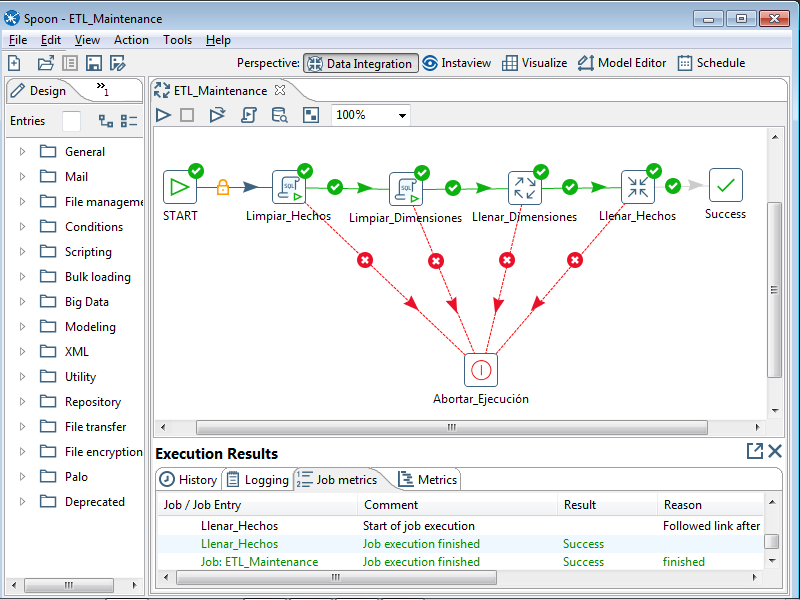 Spoon - ETL_Maintenance
File Edit View Action Tools Help
Perspective: Data Integration Instaview Visualize Model Editor Schedule
Design »1
ETL_Maintenance
100%
Entries
General
Mail
File manageme
Conditions
Scripting
Bulk loading
Big Data
Modeling
XML
Utility
Repository
File transfer
File encryption
Palo
Deprecated
SQL
SQL
START
Limpiar_Hechos
Limpiar_Dimensiones
Llenar_Dimensiones
Llenar_Hechos
Success
Abortar_Ejecución
Execution Results
History Logging Job metrics Metrics
Job / Job Entry Comment Result Reason
Llenar_Hechos Start of job execution Followed link after
Llenar_Hechos Job execution finished Success
Job: ETL_Maintenance Job execution finished Success finished